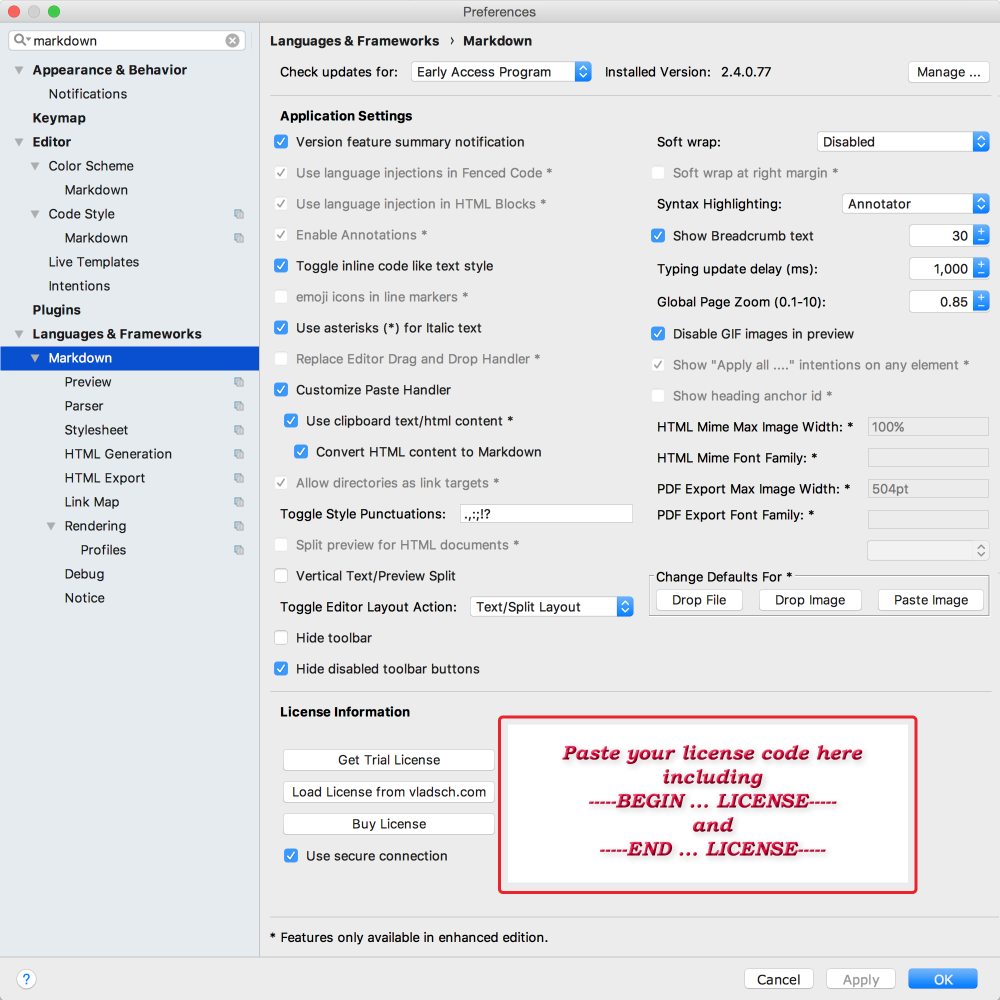 Preferences
markdown
Appearance & Behavior
Notifications
Keymap
Editor
Color Scheme
Markdown
Code Style
Markdown
Live Templates
Intentions
Plugins
Languages & Frameworks
Markdown
Preview
Parser
Stylesheet
HTML Generation
HTML Export
Link Map
Rendering
Profiles
Debug
Notice
Languages & Frameworks › Markdown
Check updates for: Early Access Program Installed Version: 2.4.0.77 Manage ...
Application Settings
Version feature summary notification
Use language injections in Fenced Code *
Use language injection in HTML Blocks *
Enable Annotations *
Toggle inline code like text style
emoji icons in line markers *
Use asterisks (*) for Italic text
Replace Editor Drag and Drop Handler *
Customize Paste Handler
Use clipboard text/html content *
Convert HTML content to Markdown
Allow directories as link targets *
Toggle Style Punctuations: .,:;!?
Split preview for HTML documents *
Vertical Text/Preview Split
Toggle Editor Layout Action: Text/Split Layout
Hide toolbar
Hide disabled toolbar buttons
Soft wrap: Disabled
Soft wrap at right margin *
Syntax Highlighting: Annotator
Show Breadcrumb text 30
Typing update delay (ms): 1,000
Global Page Zoom (0.1-10): 0.85
Disable GIF images in preview
Show "Apply all ...." intentions on any element *
Show heading anchor id *
HTML Mime Max Image Width: * 100%
HTML Mime Font Family: *
PDF Export Max Image Width: * 504pt
PDF Export Font Family: *
Change Defaults For *
Drop File Drop Image Paste Image
License Information
Get Trial License
Load License from vladsch.com
Buy License
Use secure connection
Paste your license code here
including
-----BEGIN ... LICENSE-----
and
-----END ... LICENSE-----
* Features only available in enhanced edition.
? Cancel Apply OK